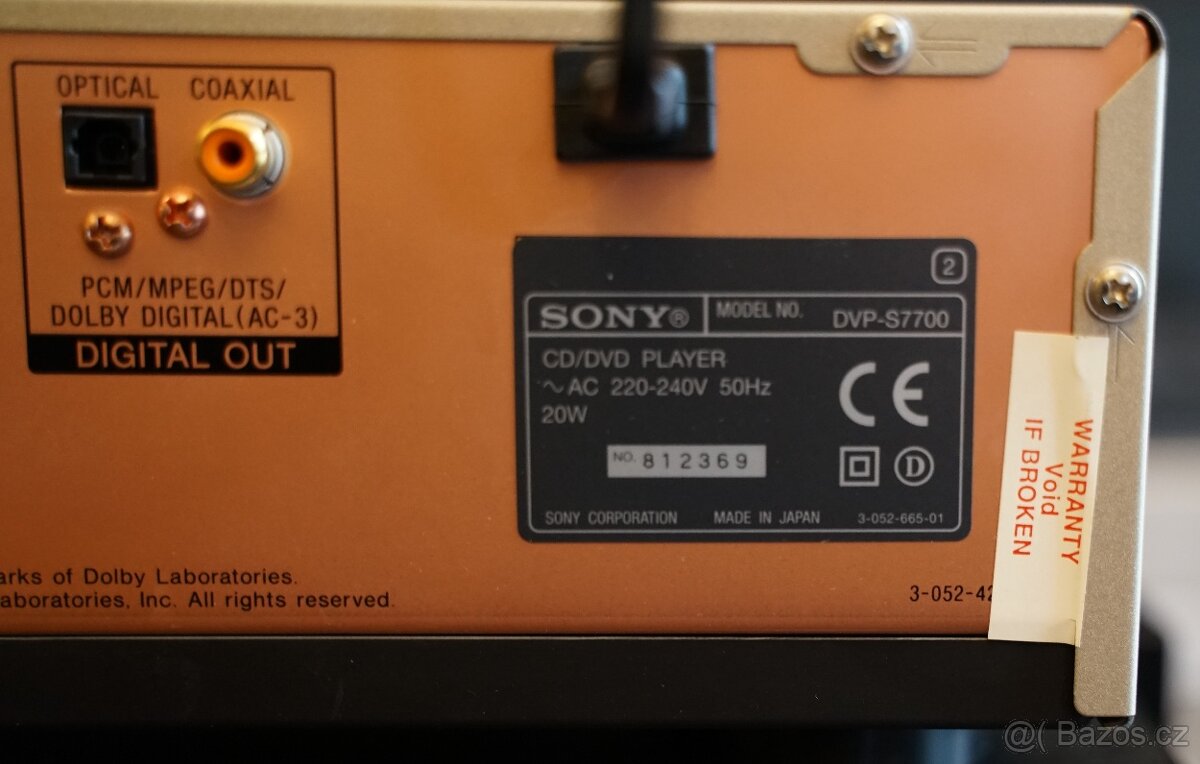 OPTICAL COAXIAL
PCM/MPEG/DTS/
DOLBY DIGITAL(AC-3)
DIGITAL OUT
2
SONY® MODEL NO. DVP-S7700
CD/DVD PLAYER
~AC 220-240V 50Hz
20W
CE
NO. 812369
D
SONY CORPORATION MADE IN JAPAN 3-052-665-01
WARRANTY
Void
IF BROKEN
arks of Dolby Laboratories.
aboratories, Inc. All rights reserved.
3-052-42
@( Bazos.cz